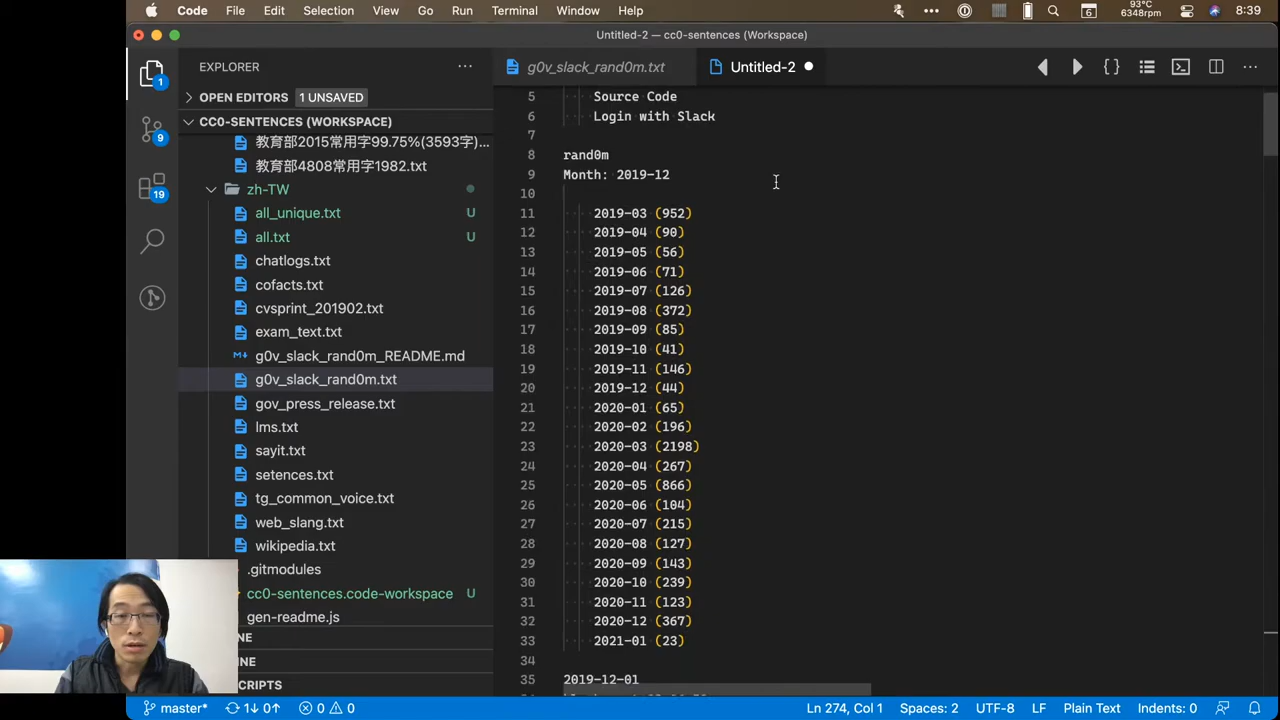 Code File Edit Selection View Go Run Terminal Window Help 6 93°C 6348rpm 8:39
Untitled-2 — cc0-sentences (Workspace)
EXPLORER
g0v_slack_rand0m.txt Untitled-2
OPEN EDITORS 1 UNSAVED
CC0-SENTENCES (WORKSPACE)
教育部2015常用字99.75%(3593字)...
教育部4808常用字1982.txt
zh-TW
all_unique.txt U
all.txt U
chatlogs.txt
cofacts.txt
cvsprint_201902.txt
exam_text.txt
g0v_slack_rand0m_README.md
g0v_slack_rand0m.txt
gov_press_release.txt
lms.txt
sayit.txt
setences.txt
tg_common_voice.txt
web_slang.txt
wikipedia.txt
.gitmodules
cc0-sentences.code-workspace U
gen-readme.js
NE
NE
SCRIPTS
1
9
19
5 Source Code
6 Login with Slack
7
8 rand0m
9 Month: 2019-12
10
11 2019-03 (952)
12 2019-04 (90)
13 2019-05 (56)
14 2019-06 (71)
15 2019-07 (126)
16 2019-08 (372)
17 2019-09 (85)
18 2019-10 (41)
19 2019-11 (146)
20 2019-12 (44)
21 2020-01 (65)
22 2020-02 (196)
23 2020-03 (2198)
24 2020-04 (267)
25 2020-05 (866)
26 2020-06 (104)
27 2020-07 (215)
28 2020-08 (127)
29 2020-09 (143)
30 2020-10 (239)
31 2020-11 (123)
32 2020-12 (367)
33 2021-01 (23)
34
35 2019-12-01
master* 1↓ 0↑ 0 0 Ln 274, Col 1 Spaces: 2 UTF-8 LF Plain Text Indents: 0